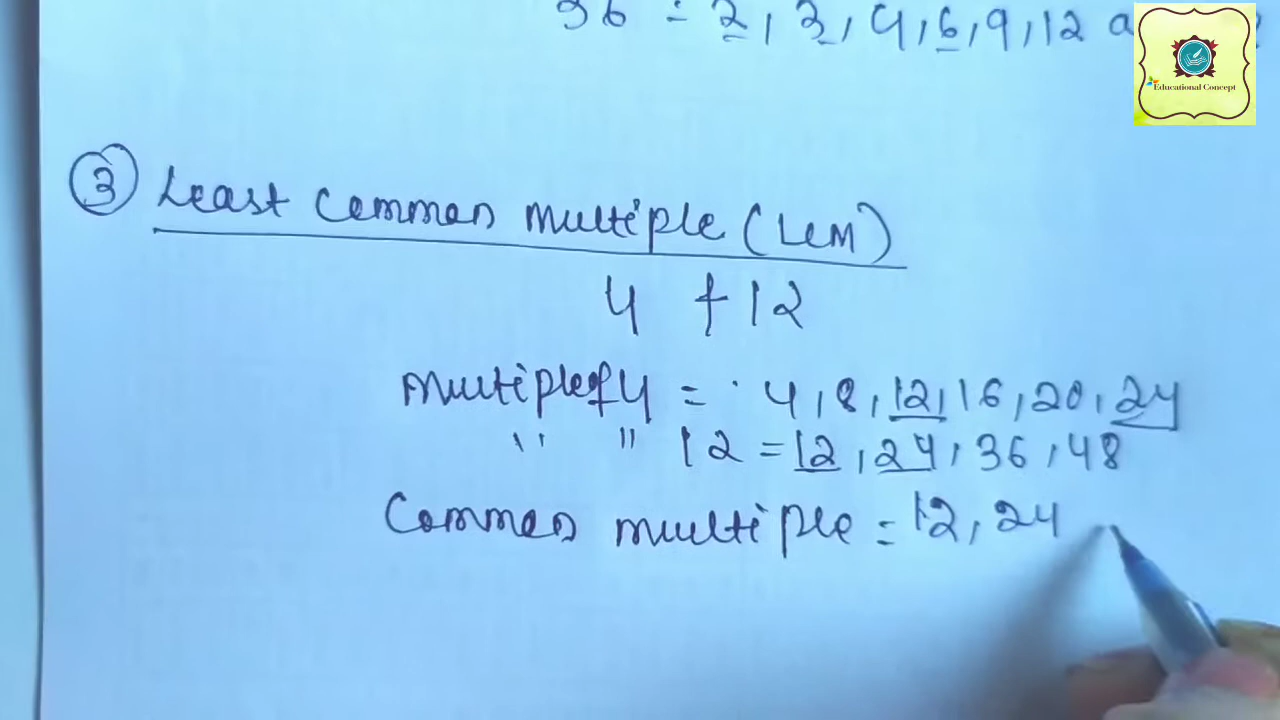 36 = 2, 3, 4, 6, 9, 12 a
Educational Concept
3 Least Common multiple (LCM)
4 + 12
Multiple of 4 = 4, 8, 12, 16, 20, 24
" " 12 = 12, 24, 36, 48
Common multiple = 12, 24